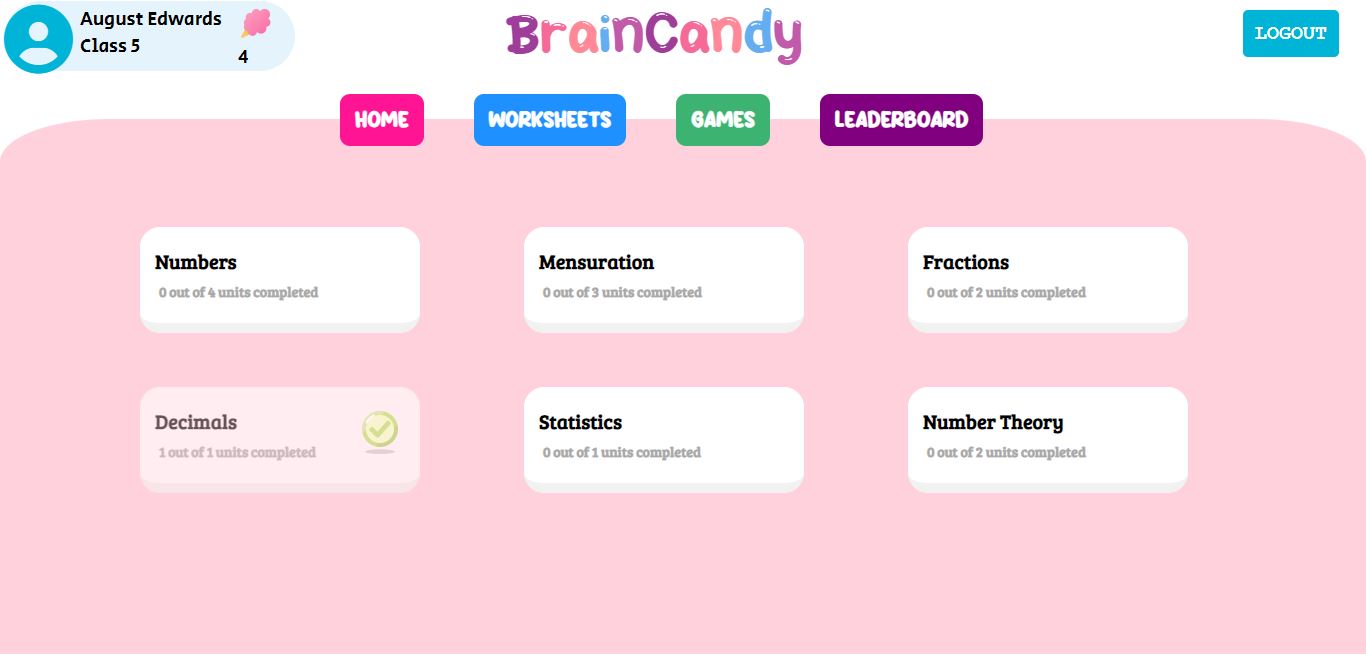 August Edwards
Class 5
4
BrainCandy
LOGOUT
HOME
WORKSHEETS
GAMES
LEADERBOARD
Numbers
0 out of 4 units completed
Mensuration
0 out of 3 units completed
Fractions
0 out of 2 units completed
Decimals
1 out of 1 units completed
Statistics
0 out of 1 units completed
Number Theory
0 out of 2 units completed